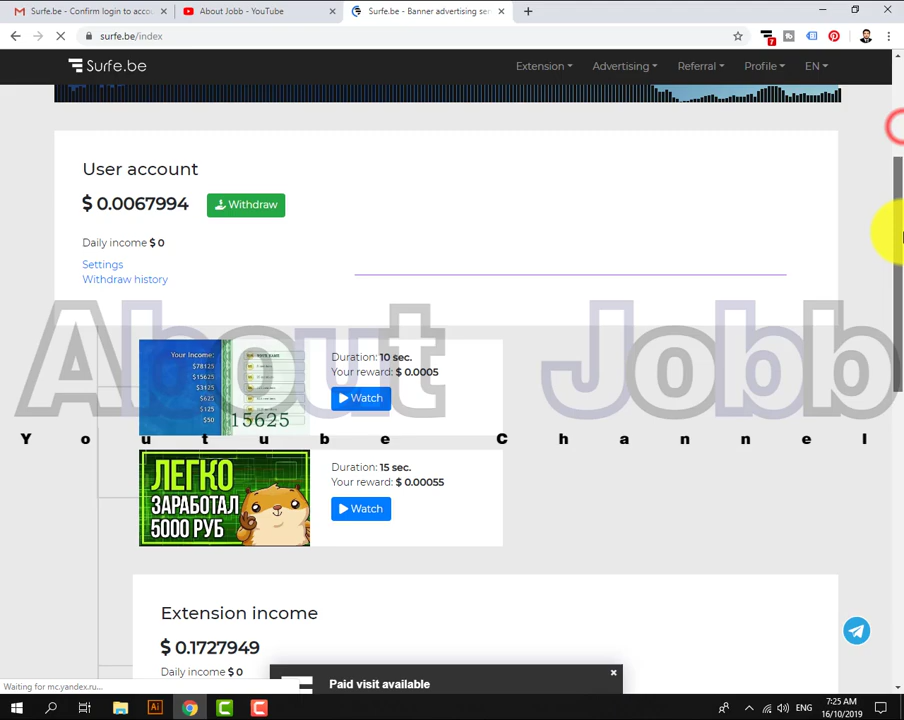 Surfe.be - Confirm login to acco
About Jobb - YouTube
Surfe.be - Banner advertising ser
surfe.be/index
7
Surfe.be
Extension
Advertising
Referral
Profile
EN
User account
$ 0.0067994
Withdraw
Daily income $ 0
Settings
Withdraw history
About Jobb
Your Income:
$78125
$15625
$3125
$625
$125
$50
15625
Duration: 10 sec.
Your reward: $ 0.0005
Watch
Youtube Channel
ЛЕГКО
ЗАРАБОТАЛ
5000 РУБ
Duration: 15 sec.
Your reward: $ 0.00055
Watch
Extension income
$ 0.1727949
Daily income $ 0
Paid visit available
Waiting for mc.yandex.ru...
Ai
ENG
7:25 AM
16/10/2019